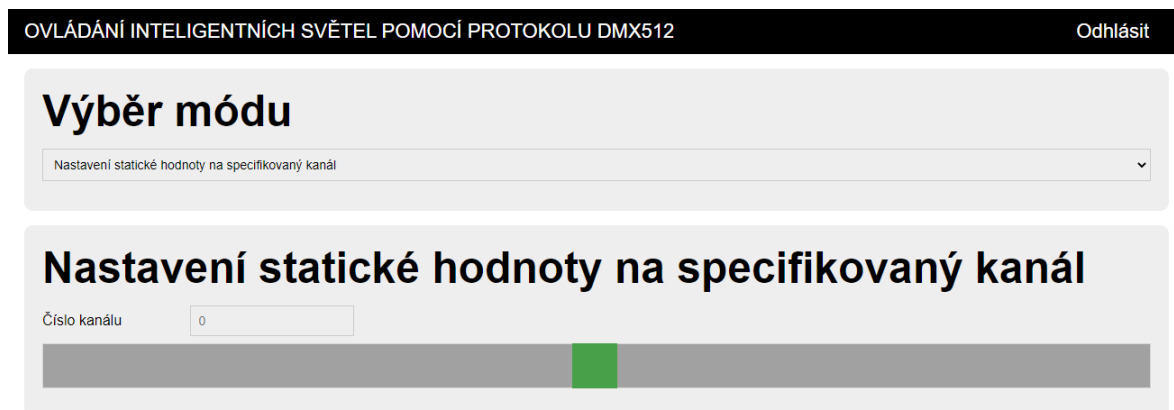 OVLÁDÁNÍ INTELIGENTNÍCH SVĚTEL POMOCÍ PROTOKOLU DMX512 Odhlásit
Výběr módu
Nastavení statické hodnoty na specifikovaný kanál
Nastavení statické hodnoty na specifikovaný kanál
Číslo kanálu 0